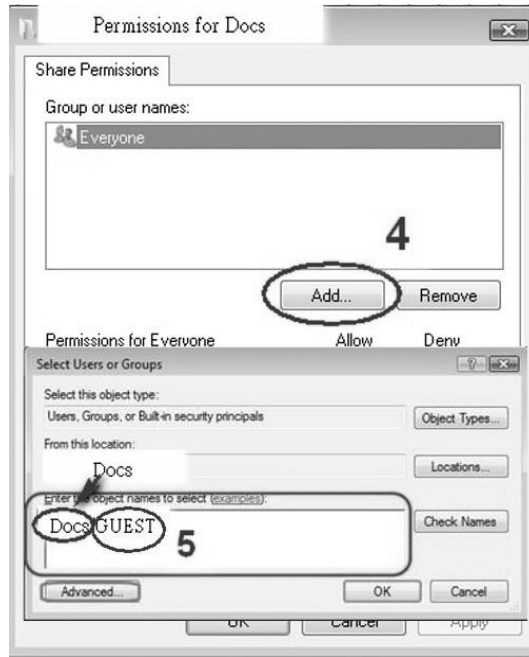 Permissions for Docs
Share Permissions
Group or user names:
Everyone
4
Add... Remove
Permissions for Everyone Allow Deny
Select Users or Groups
Select this object type:
Users, Groups, or Built-in security principals Object Types...
From this location:
Docs Locations...
Enter the object names to select (examples):
Docs GUEST 5 Check Names
Advanced... OK Cancel
OK Cancel Apply